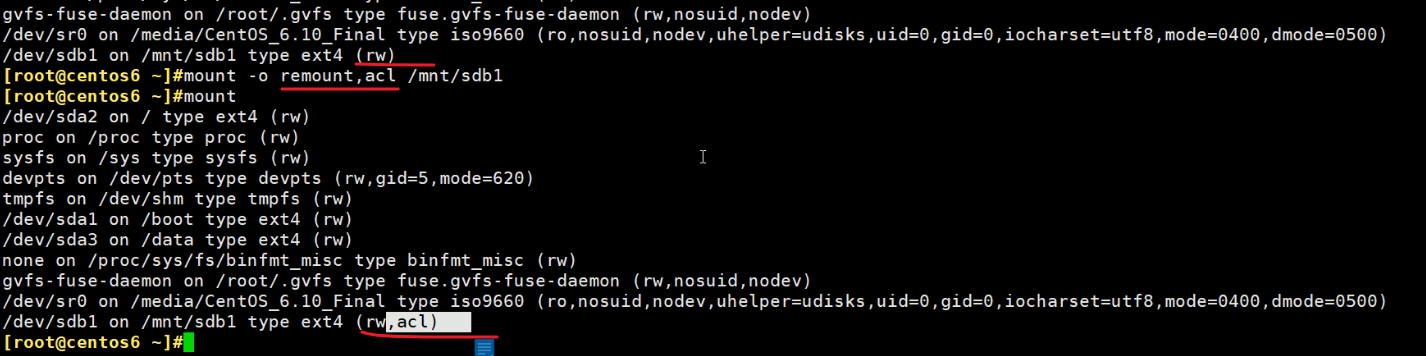 gvfs-fuse-daemon on /root/.gvfs type fuse.gvfs-fuse-daemon (rw,nosuid,nodev)
/dev/sr0 on /media/CentOS_6.10_Final type iso9660 (ro,nosuid,nodev,uhelper=udisks,uid=0,gid=0,iocharset=utf8,mode=0400,dmode=0500)
/dev/sdb1 on /mnt/sdb1 type ext4 (rw)
[root@centos6 ~]#mount -o remount,acl /mnt/sdb1
[root@centos6 ~]#mount
/dev/sda2 on / type ext4 (rw)
proc on /proc type proc (rw)
sysfs on /sys type sysfs (rw)
devpts on /dev/pts type devpts (rw,gid=5,mode=620)
tmpfs on /dev/shm type tmpfs (rw)
/dev/sda1 on /boot type ext4 (rw)
/dev/sda3 on /data type ext4 (rw)
none on /proc/sys/fs/binfmt_misc type binfmt_misc (rw)
gvfs-fuse-daemon on /root/.gvfs type fuse.gvfs-fuse-daemon (rw,nosuid,nodev)
/dev/sr0 on /media/CentOS_6.10_Final type iso9660 (ro,nosuid,nodev,uhelper=udisks,uid=0,gid=0,iocharset=utf8,mode=0400,dmode=0500)
/dev/sdb1 on /mnt/sdb1 type ext4 (rw,acl)
[root@centos6 ~]#